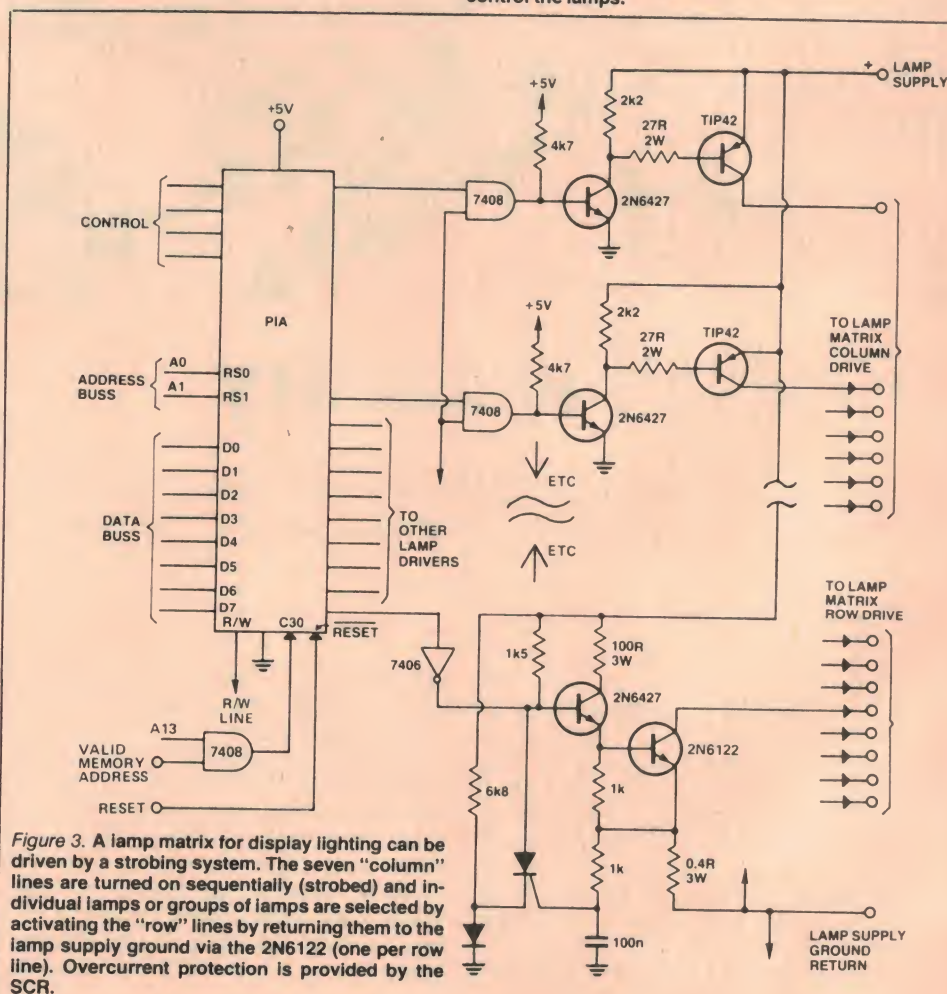 control the lamps.
+ LAMP
SUPPLY
+5V
+5V
2k2
TIP42
4k7
27R
2W
7408
2N6427
CONTROL
PIA
+5V
2k2
TIP42
4k7
27R
2W
7408
2N6427
TO LAMP
MATRIX
COLUMN
DRIVE
ADDRESS
BUSS
A0
RS0
A1
RS1
DATA
BUSS
D0
D1
D2
D3
D4
D5
D6
D7
R/W
C30
RESET
TO
OTHER
LAMP
DRIVERS
ETC
ETC
TO LAMP
MATRIX
ROW DRIVE
7406
1k5
100R
3W
2N6427
2N6122
R/W
LINE
A13
VALID
MEMORY
ADDRESS
7408
RESET
6k8
1k
1k
0.4R
3W
100n
LAMP SUPPLY
GROUND
RETURN
Figure 3. A lamp matrix for display lighting can be
driven by a strobing system. The seven "column"
lines are turned on sequentially (strobed) and in-
dividual lamps or groups of lamps are selected by
activating the "row" lines by returning them to the
lamp supply ground via the 2N6122 (one per row
line). Overcurrent protection is provided by the
SCR.